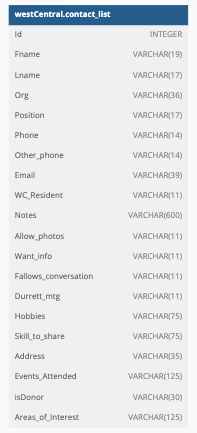 westCentral.contact_list
Id INTEGER
Fname VARCHAR(19)
Lname VARCHAR(17)
Org VARCHAR(36)
Position VARCHAR(17)
Phone VARCHAR(14)
Other_phone VARCHAR(14)
Email VARCHAR(39)
WC_Resident VARCHAR(11)
Notes VARCHAR(600)
Allow_photos VARCHAR(11)
Want_info VARCHAR(11)
Fallows_conversation VARCHAR(11)
Durrett_mtg VARCHAR(11)
Hobbies VARCHAR(75)
Skill_to_share VARCHAR(75)
Address VARCHAR(35)
Events_Attended VARCHAR(125)
isDonor VARCHAR(30)
Areas_of_Interest VARCHAR(125)